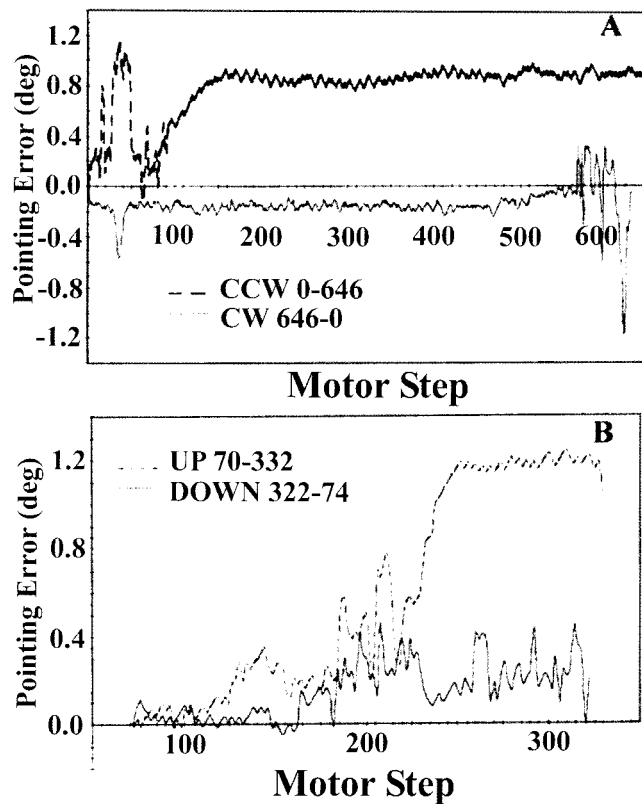 A
1.2
0.8
0.4
0.0
-0.4
-0.8
-1.2
Pointing Error (deg)
100 200 300 400 500 600
CCW 0-646
CW 646-0
Motor Step
B
1.2
0.8
0.4
0.0
Pointing Error (deg)
UP 70-332
DOWN 322-74
100 200 300
Motor Step